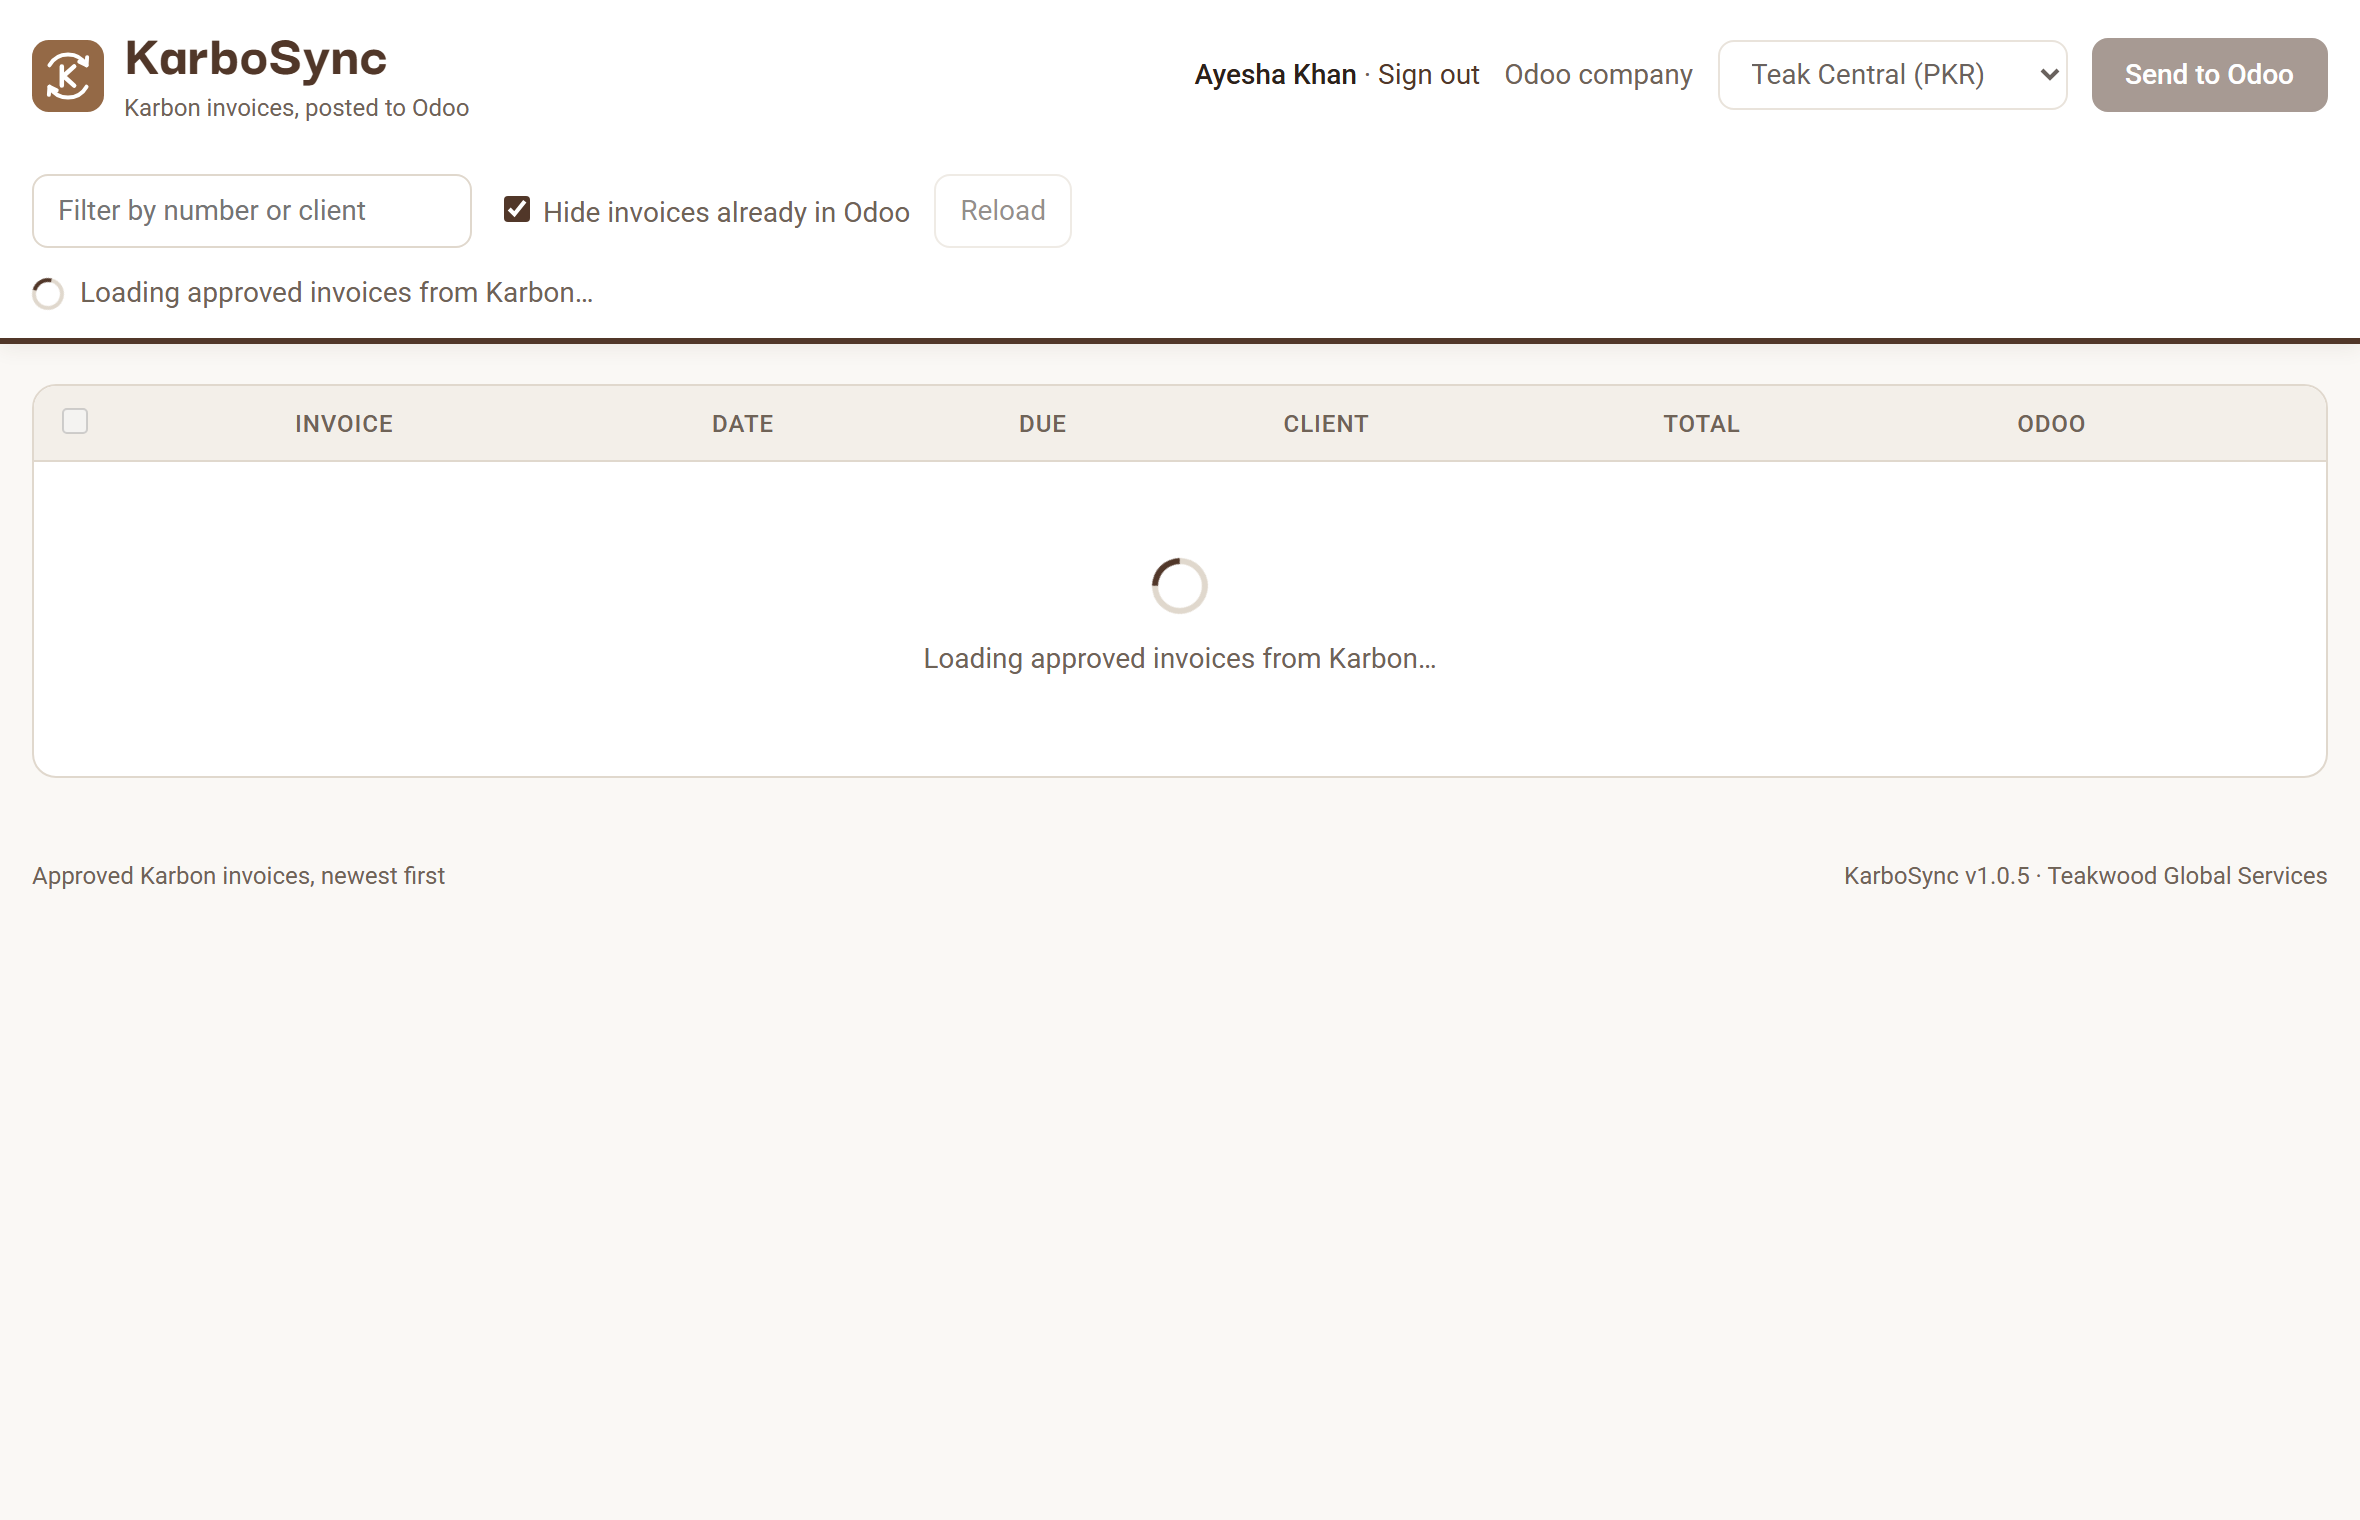 KarboSync
Karbon invoices, posted to Odoo
Ayesha Khan · Sign out
Odoo company
Teak Central (PKR)
Send to Odoo
Filter by number or client
Hide invoices already in Odoo
Reload
Loading approved invoices from Karbon…
INVOICE DATE DUE CLIENT TOTAL ODOO
Loading approved invoices from Karbon…
Approved Karbon invoices, newest first
KarboSync v1.0.5 · Teakwood Global Services